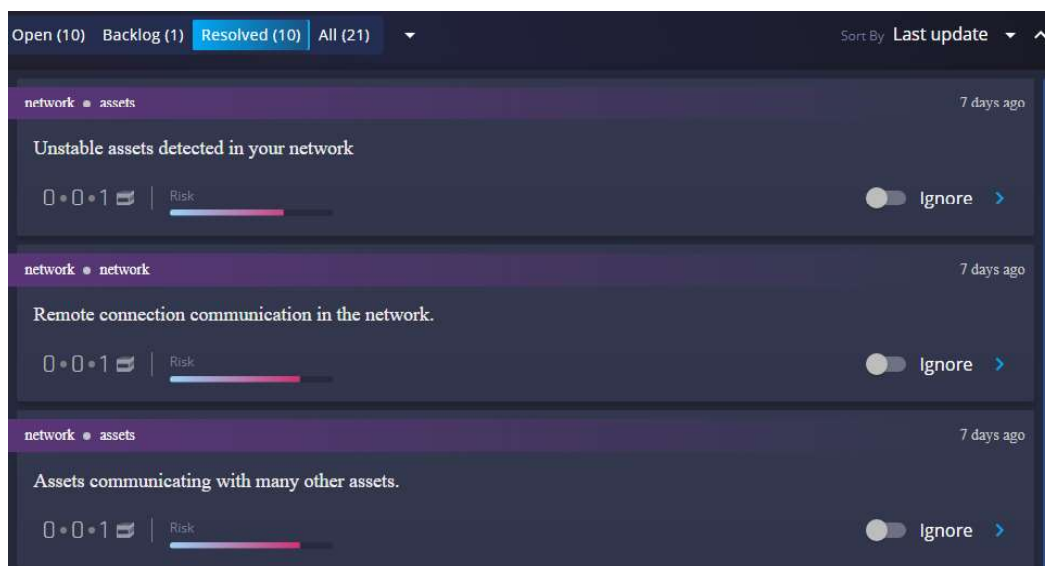 Open (10) Backlog (1) Resolved (10) All (21) Sort By Last update
network • assets 7 days ago
Unstable assets detected in your network
0•0•1 Risk Ignore
network • network 7 days ago
Remote connection communication in the network.
0•0•1 Risk Ignore
network • assets 7 days ago
Assets communicating with many other assets.
0•0•1 Risk Ignore